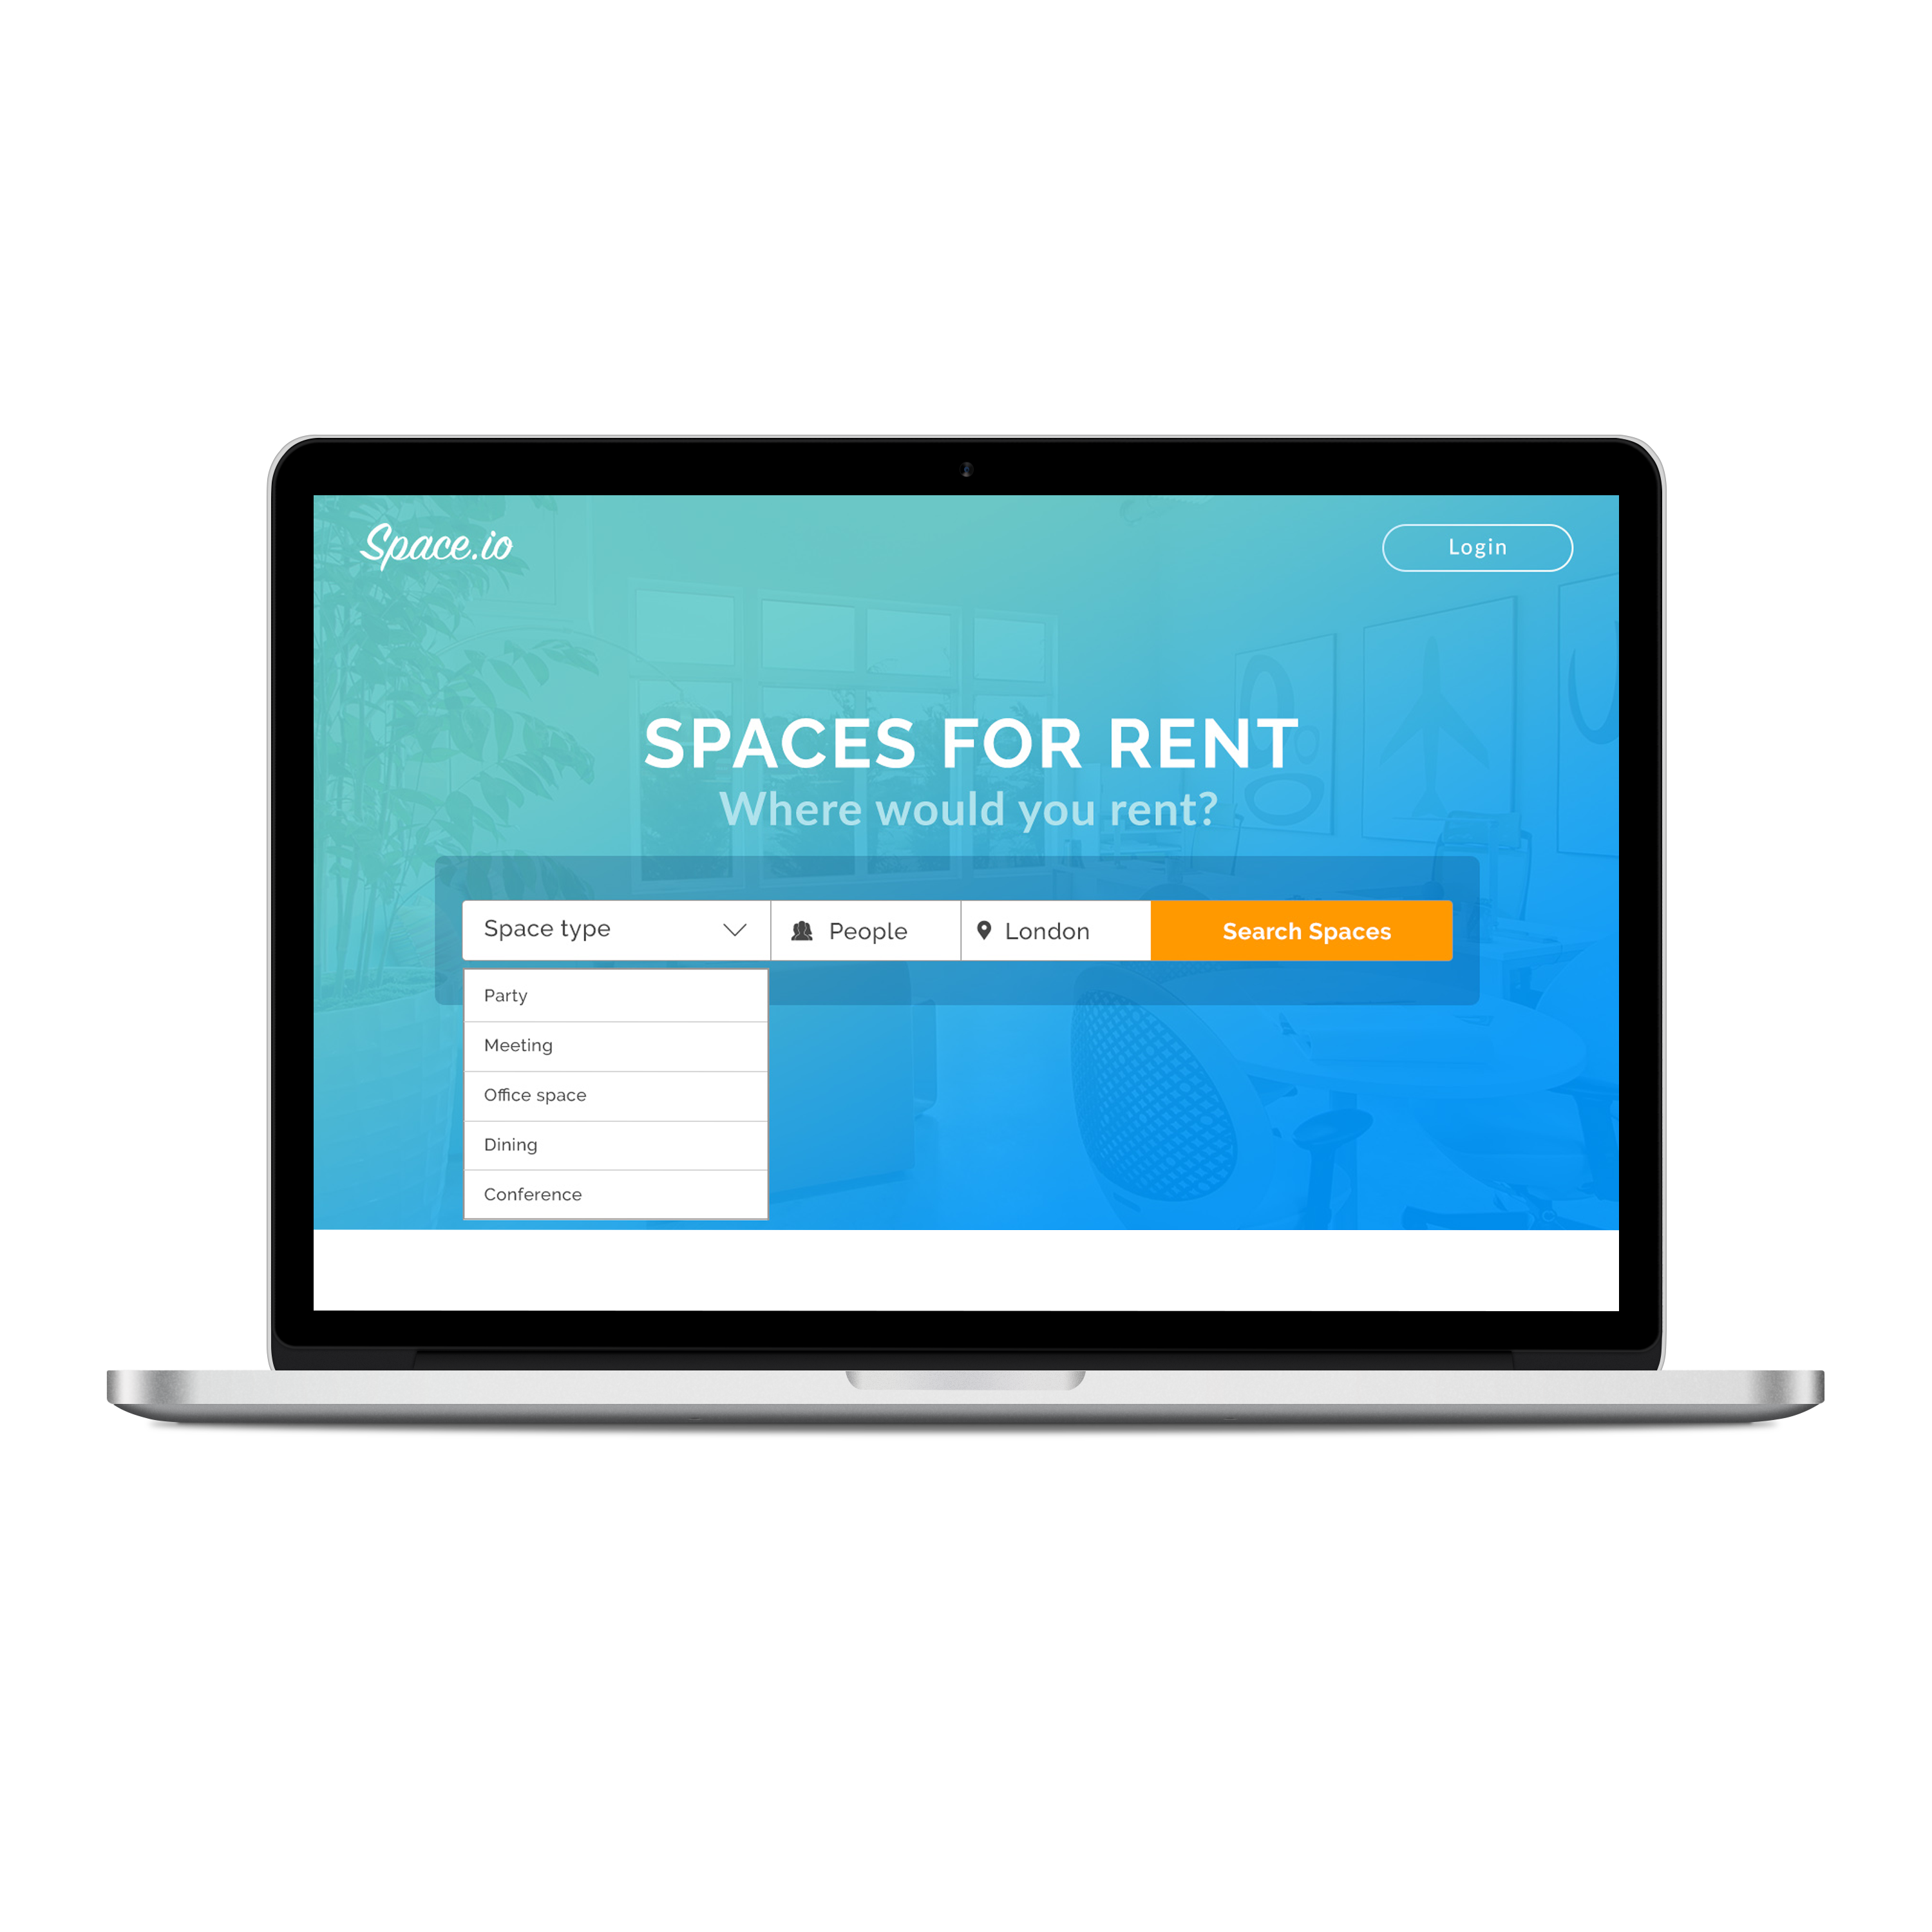 Space.io
Login
SPACES FOR RENT
Where would you rent?
Space type People London Search Spaces
Party
Meeting
Office space
Dining
Conference